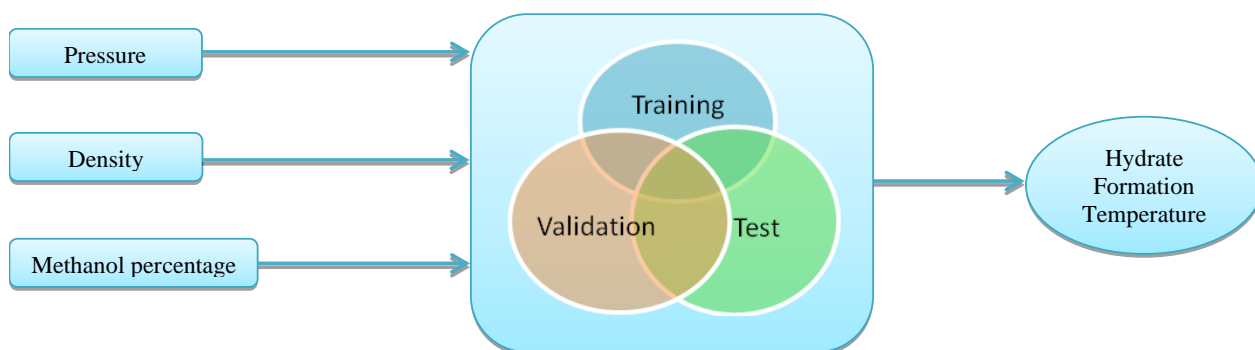 Pressure
Density
Methanol percentage
Training
Validation
Test
Hydrate
Formation
Temperature